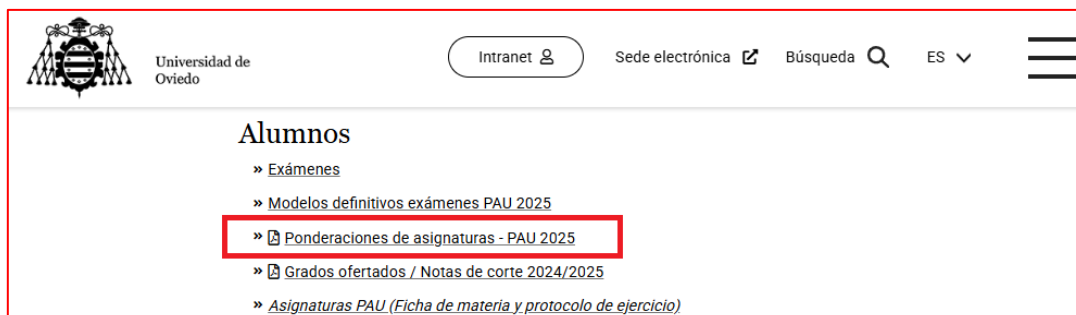 Universidad de
Oviedo
Intranet
Sede electrónica
Búsqueda
ES
Alumnos
» Exámenes
» Modelos definitivos exámenes PAU 2025
» Ponderaciones de asignaturas - PAU 2025
» Grados ofertados / Notas de corte 2024/2025
» Asignaturas PAU (Ficha de materia y protocolo de ejercicio)